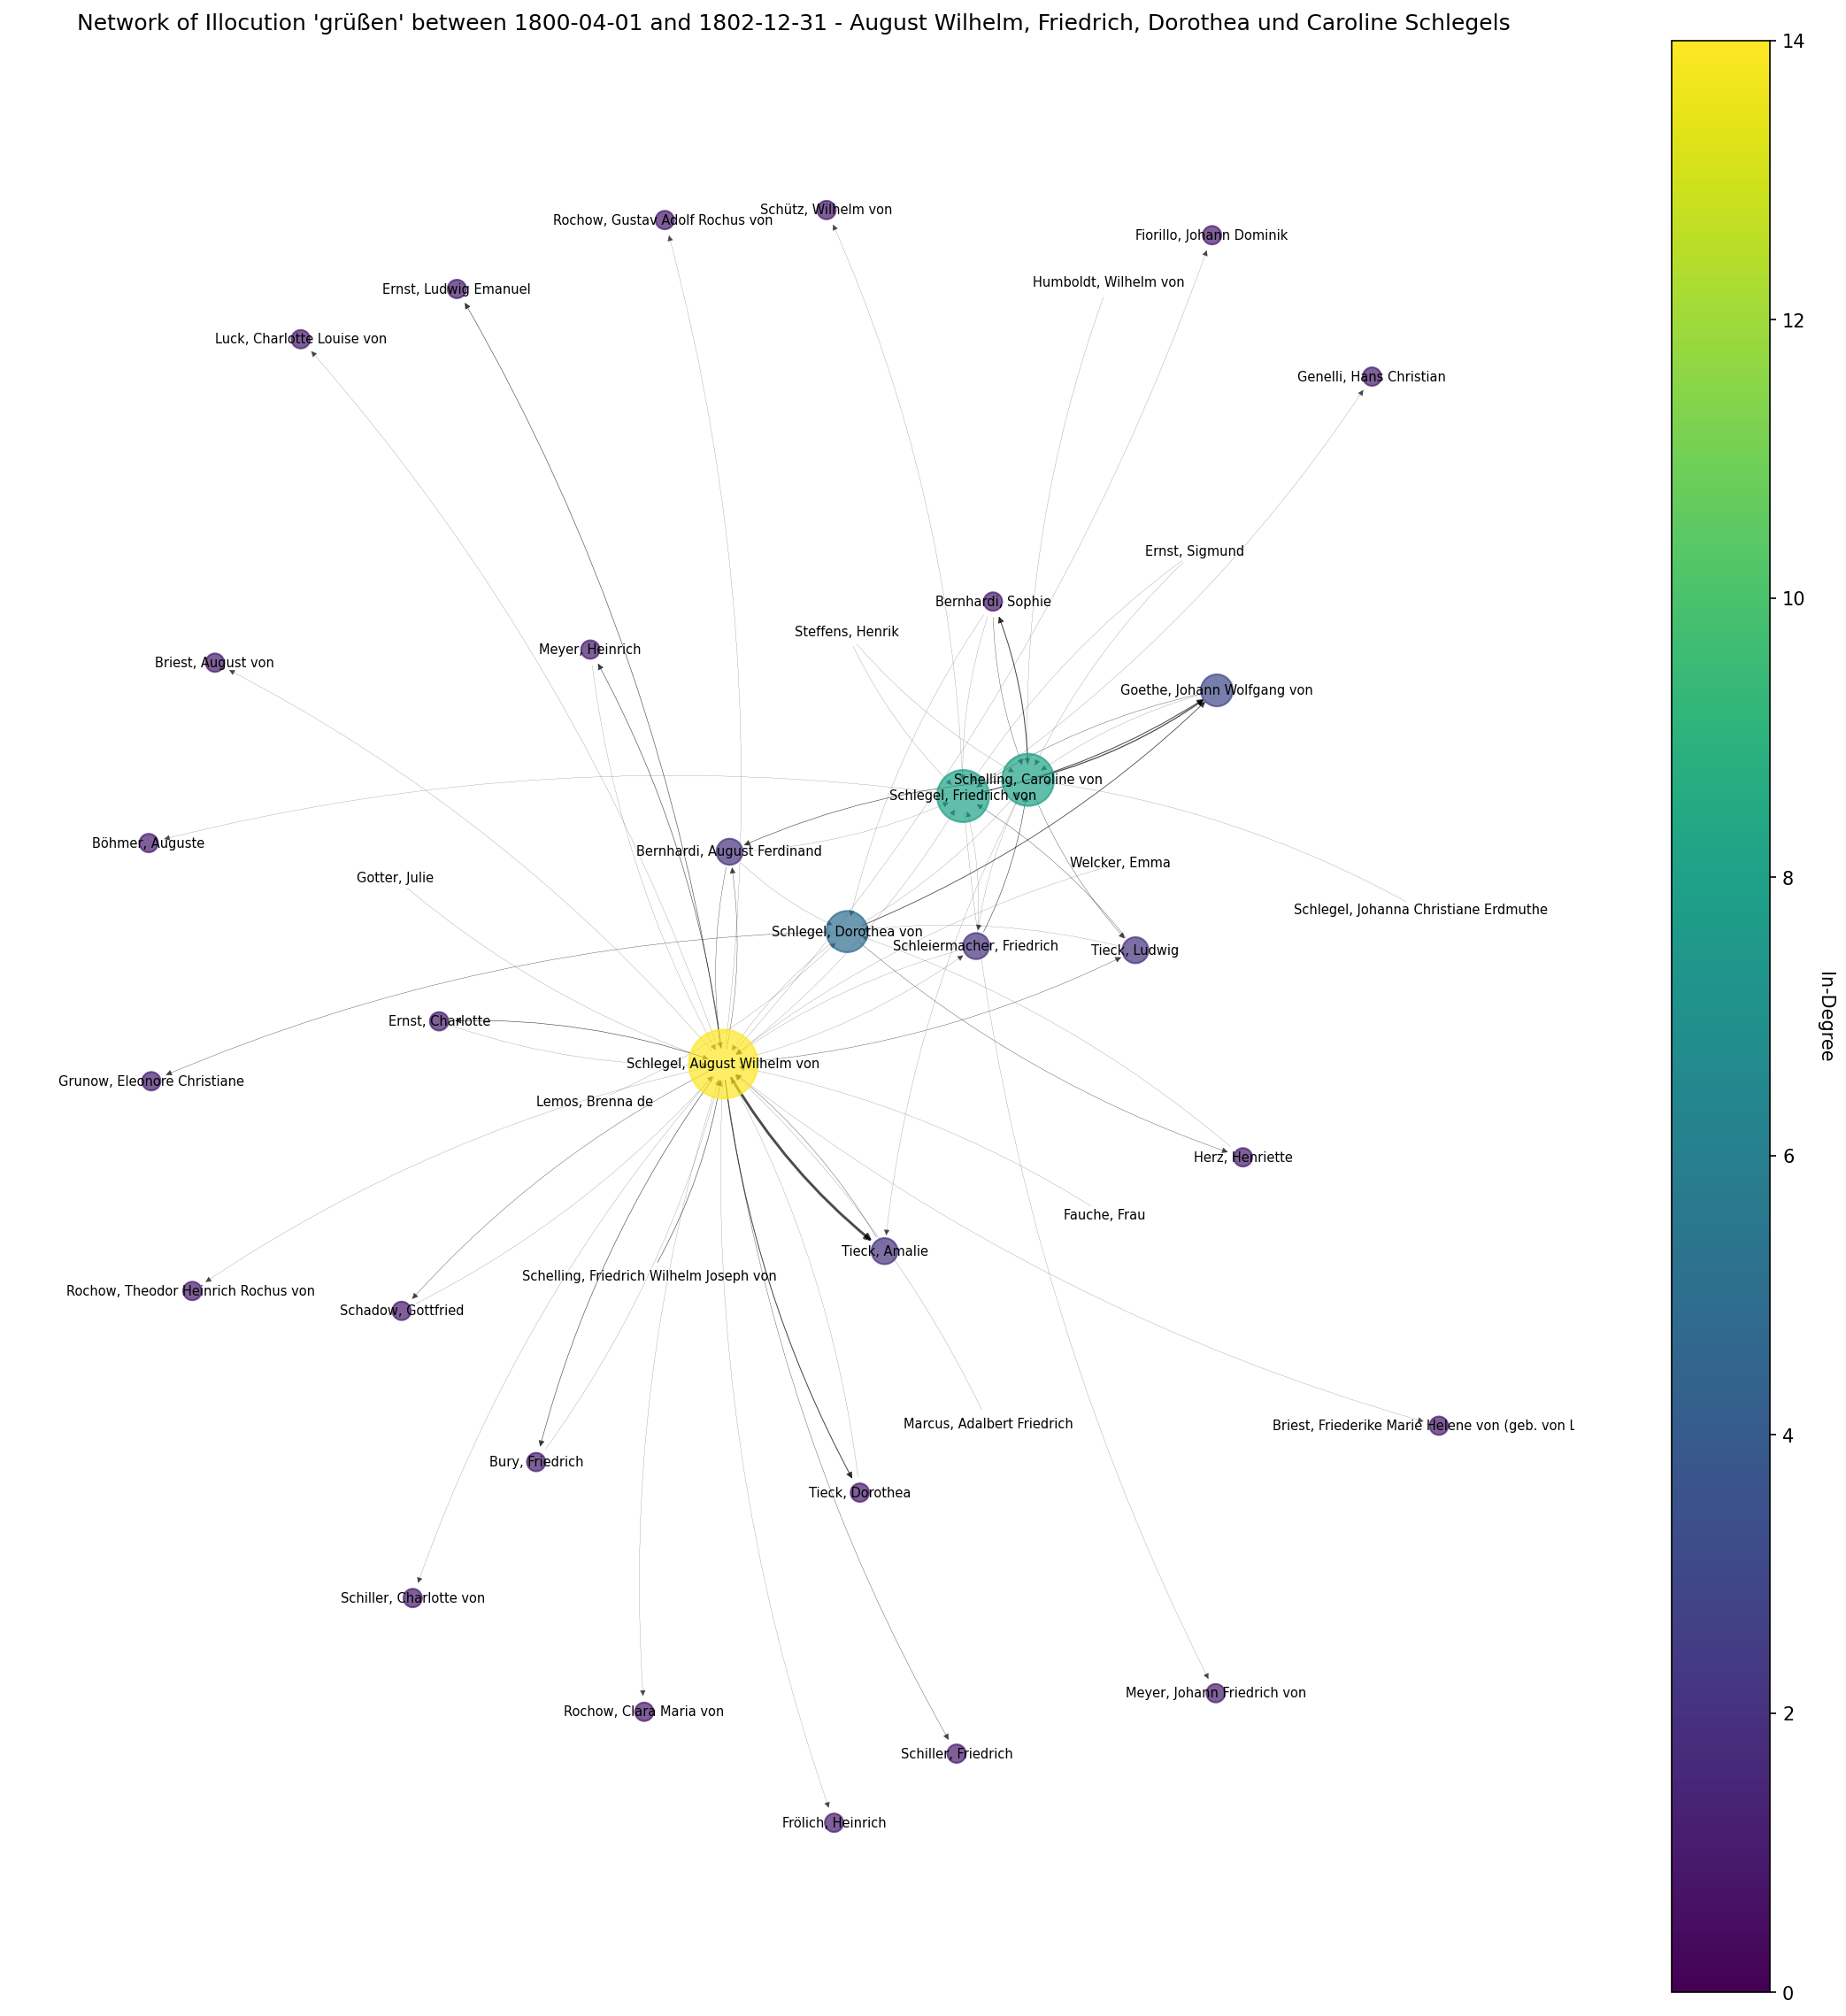 Network of Illocution 'grüßen' between 1800-04-01 and 1802-12-31 - August Wilhelm, Friedrich, Dorothea und Caroline Schlegels
14
Schütz, Wilhelm von
Rochow, Gustav Adolf Rochus von
Fiorillo, Johann Dominik
Humboldt, Wilhelm von
Ernst, Ludwig Emanuel
12
Luck, Charlotte Louise von
Genelli, Hans Christian
Ernst, Sigmund
10
Bernhardi, Sophie
Steffens, Henrik
Meyer, Heinrich
Briest, August von
Goethe, Johann Wolfgang von
Schelling, Caroline von
Schlegel, Friedrich von
Böhmer, Auguste
Bernhardi, August Ferdinand
Welcker, Emma
Gotter, Julie
8
Schlegel, Johanna Christiane Erdmuthe
Schlegel, Dorothea von
Schleiermacher, Friedrich
Tieck, Ludwig
In-Degree
Ernst, Charlotte
Schlegel, August Wilhelm von
Grunow, Eleonore Christiane
Lemos, Brenna de
6
Herz, Henriette
Fauche, Frau
Tieck, Amalie
Schelling, Friedrich Wilhelm Joseph von
Rochow, Theodor Heinrich Rochus von
Schadow, Gottfried
Marcus, Adalbert Friedrich
Briest, Friederike Marie Helene von (geb. von L
4
Bury, Friedrich
Tieck, Dorothea
Schiller, Charlotte von
Meyer, Johann Friedrich von
Rochow, Clara Maria von
2
Schiller, Friedrich
Frölich, Heinrich
0